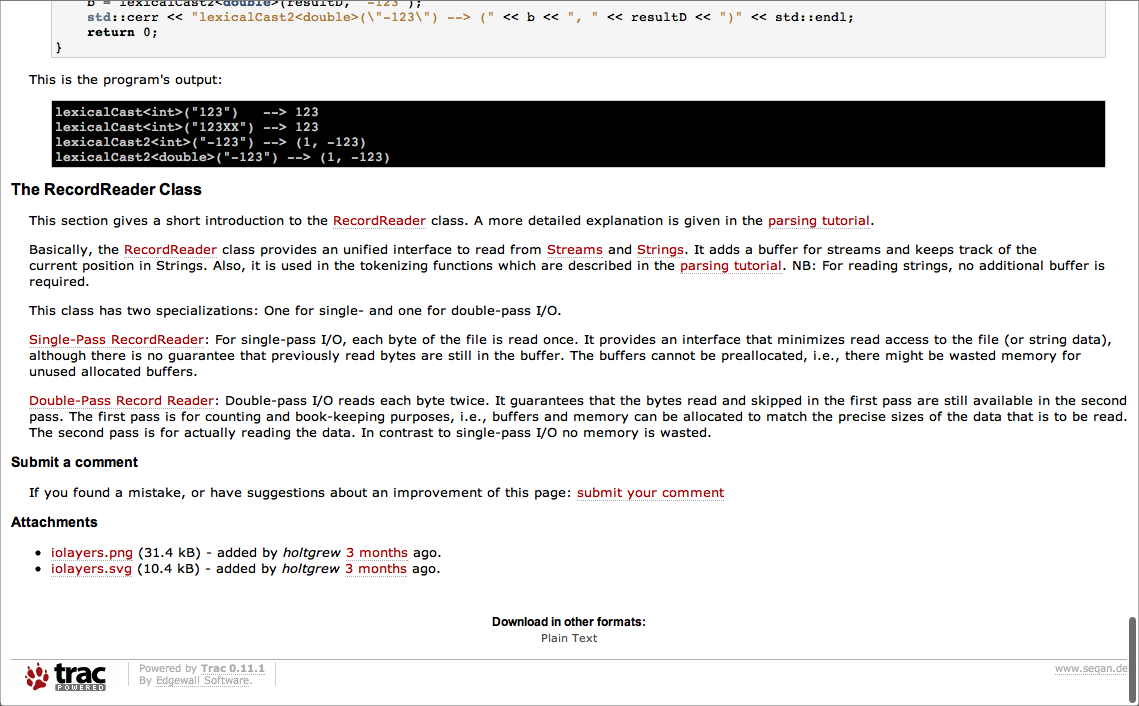 b = lexicalCast2<double>(resultD, "-123");
std::cerr << "lexicalCast2<double>(\"-123\") --> (" << b << ", " << resultD << ")" << std::endl;
return 0;
}
This is the program's output:
lexicalCast<int>("123")   --> 123
lexicalCast<int>("123XX") --> 123
lexicalCast2<int>("-123") --> (1, -123)
lexicalCast2<double>("-123") --> (1, -123)
The RecordReader Class
This section gives a short introduction to the RecordReader class. A more detailed explanation is given in the parsing tutorial.
Basically, the RecordReader class provides an unified interface to read from Streams and Strings. It adds a buffer for streams and keeps track of the
current position in Strings. Also, it is used in the tokenizing functions which are described in the parsing tutorial. NB: For reading strings, no additional buffer is
required.
This class has two specializations: One for single- and one for double-pass I/O.
Single-Pass RecordReader: For single-pass I/O, each byte of the file is read once. It provides an interface that minimizes read access to the file (or string data),
although there is no guarantee that previously read bytes are still in the buffer. The buffers cannot be preallocated, i.e., there might be wasted memory for
unused allocated buffers.
Double-Pass Record Reader: Double-pass I/O reads each byte twice. It guarantees that the bytes read and skipped in the first pass are still available in the second
pass. The first pass is for counting and book-keeping purposes, i.e., buffers and memory can be allocated to match the precise sizes of the data that is to be read.
The second pass is for actually reading the data. In contrast to single-pass I/O no memory is wasted.
Submit a comment
If you found a mistake, or have suggestions about an improvement of this page: submit your comment
Attachments
• iolayers.png (31.4 kB) - added by holtgrew 3 months ago.
• iolayers.svg (10.4 kB) - added by holtgrew 3 months ago.
Download in other formats:
Plain Text
trac
POWERED
Powered by Trac 0.11.1
By Edgewall Software.
www.seqan.de